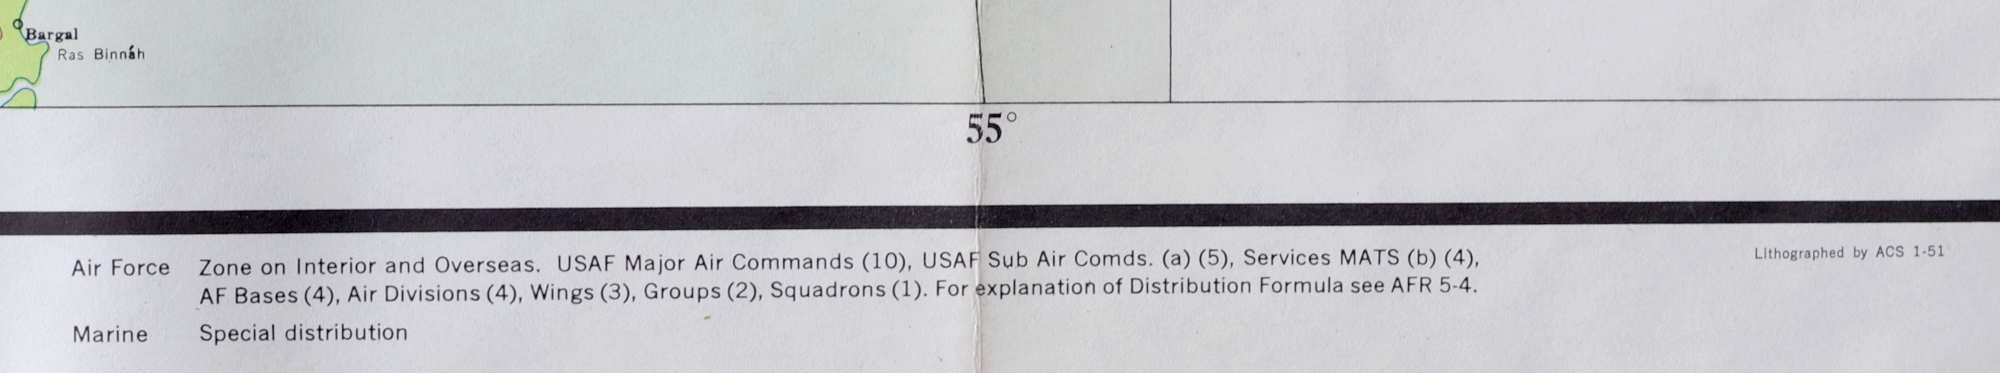 Bargal
Ras Binnáh
55°
Air Force Zone on Interior and Overseas. USAF Major Air Commands (10), USAF Sub Air Comds. (a) (5), Services MATS (b) (4),
AF Bases (4), Air Divisions (4), Wings (3), Groups (2), Squadrons (1). For explanation of Distribution Formula see AFR 5-4.
Marine Special distribution
Lithographed by ACS 1-51